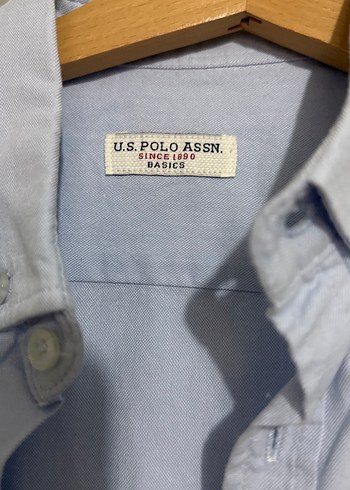 U.S. POLO ASSN.
SINCE 1890
BASICS